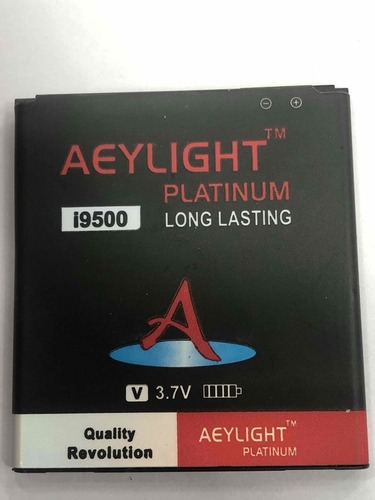 AEYLIGHT™
PLATINUM
i9500 LONG LASTING
A
V 3.7V
Quality
Revolution
AEYLIGHT™
PLATINUM